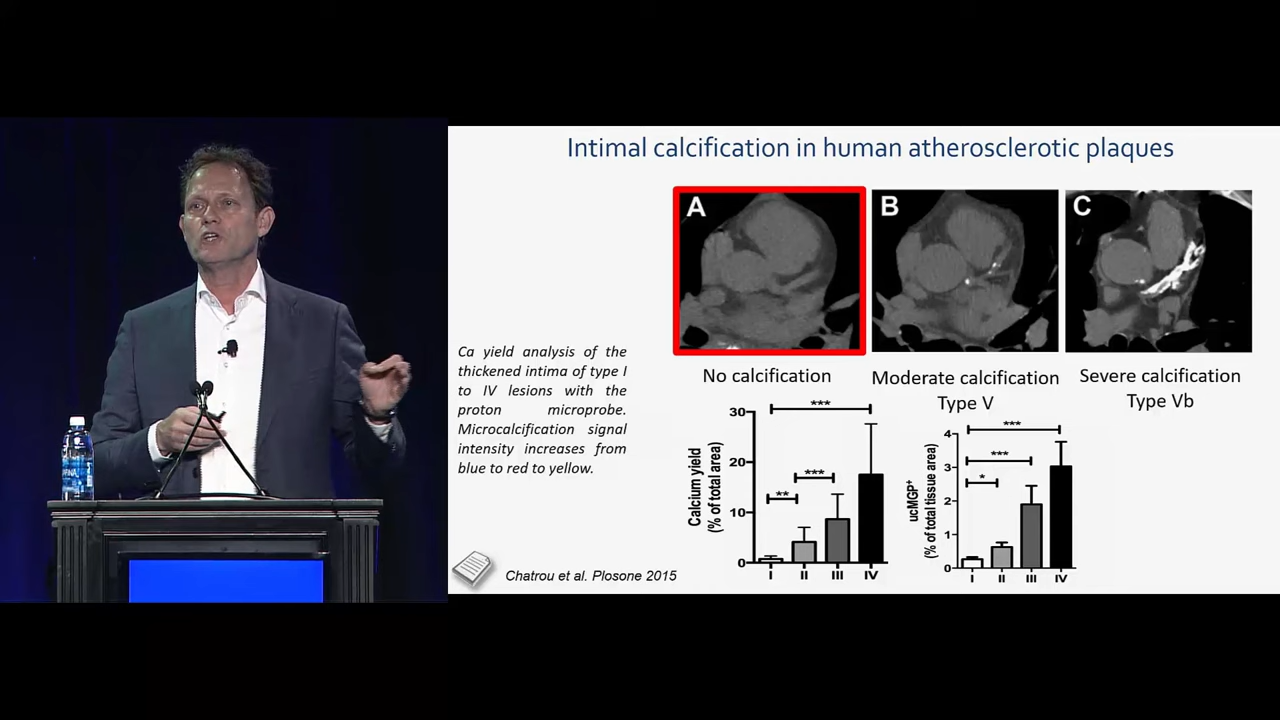 Intimal calcification in human atherosclerotic plaques
A
B
C
No calcification
Moderate calcification
Type V
Severe calcification
Type Vb
Ca yield analysis of the
thickened intima of type I
to IV lesions with the
proton microprobe.
Microcalcification signal
intensity increases from
blue to red to yellow.
Calcium yield
(% of total area)
30
20
10
0
***
***
**
I II III IV
ucMGP+
(% of total tissue area)
4
3
2
1
0
***
***
*
I II III IV
Chatrou et al. Plosone 2015